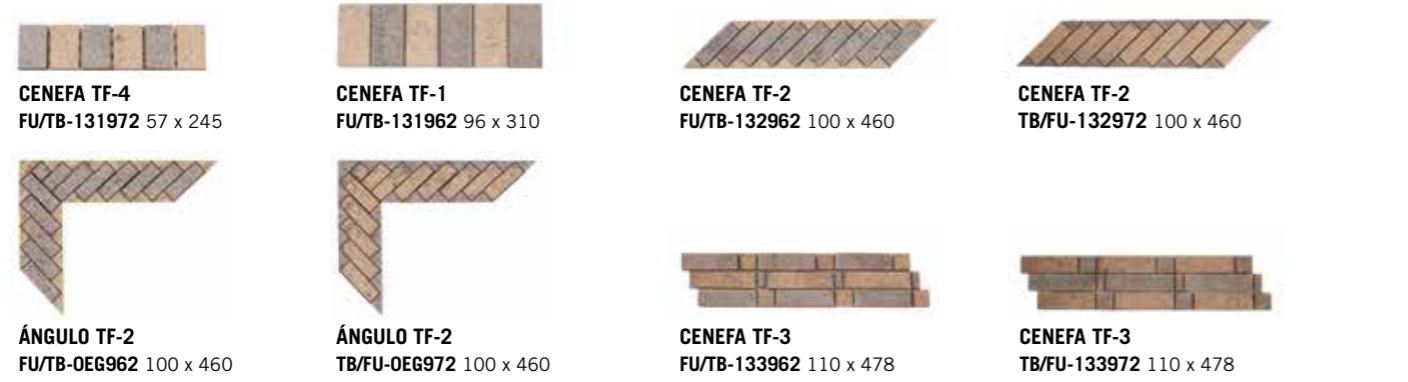 CENEFA TF-4
FU/TB-131972 57 x 245
CENEFA TF-1
FU/TB-131962 96 x 310
CENEFA TF-2
FU/TB-132962 100 x 460
CENEFA TF-2
TB/FU-132972 100 x 460
ÁNGULO TF-2
FU/TB-OEG962 100 x 460
ÁNGULO TF-2
TB/FU-OEG972 100 x 460
CENEFA TF-3
FU/TB-133962 110 x 478
CENEFA TF-3
TB/FU-133972 110 x 478